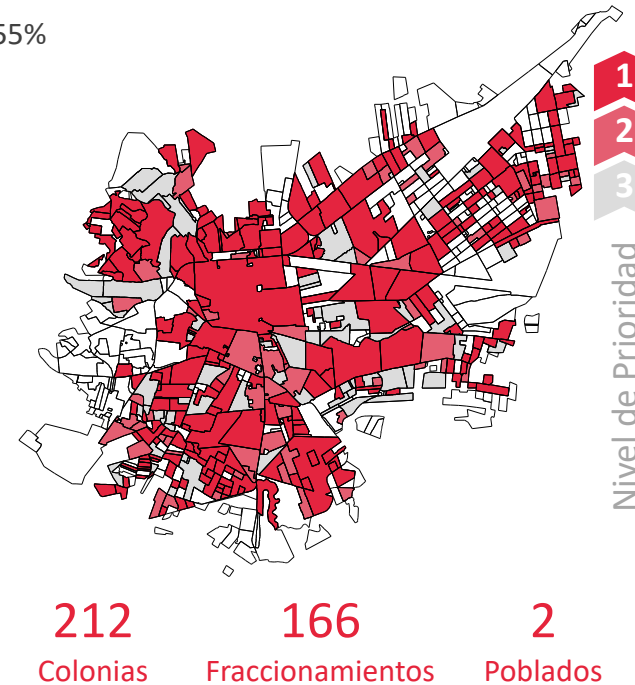 55%
1
2
3
Nivel de Prioridad
212
166
2
Colonias
Fraccionamientos
Poblados